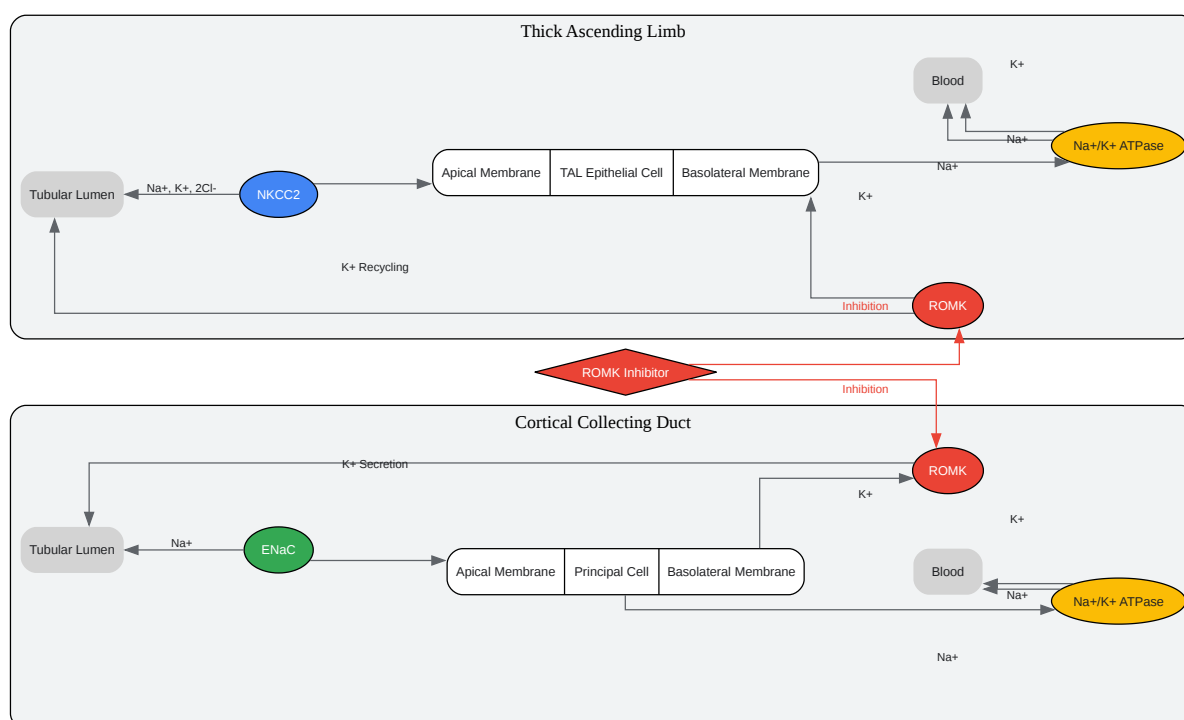 Thick Ascending Limb
K+
Blood
Na+
Na+/K+ ATPase
Na+
Apical Membrane
TAL Epithelial Cell
Basolateral Membrane
Tubular Lumen
Na+, K+, 2Cl-
NKCC2
K+
K+ Recycling
Inhibition
ROMK
ROMK Inhibitor
Inhibition
Cortical Collecting Duct
K+ Secretion
ROMK
K+
K+
Tubular Lumen
Na+
ENaC
Apical Membrane
Principal Cell
Basolateral Membrane
Blood
Na+
Na+/K+ ATPase
Na+